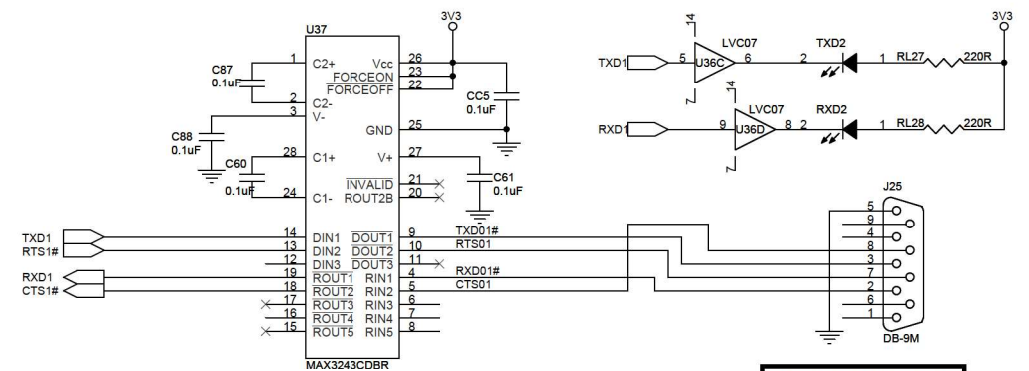 U37
3V3
1 C2+ Vcc 26
FORCEON 23
2 C2- FORCEOFF 22
3 V-
GND 25
28 C1+ V+ 27
INVALID 21
24 C1- ROUT2B 20
14 DIN1 DOUT1 9
13 DIN2 DOUT2 10
12 DIN3 DOUT3 11
19 ROUT1 RIN1 4
18 ROUT2 RIN2 5
17 ROUT3 RIN3 6
16 ROUT4 RIN4 7
15 ROUT5 RIN5 8
MAX3243CDBR
C87
0.1uF
C88
0.1uF
C60
0.1uF
CC5
0.1uF
C61
0.1uF
TXD1
RTS1#
RXD1
CTS1#
TXD01#
RTS01
RXD01#
CTS01
3V3
TXD1 5 U36C 6 2 TXD2 1 RL27 220R
14
7
LVC07
RXD1 9 U36D 8 2 RXD2 1 RL28 220R
14
7
LVC07
J25
5
9
4
8
3
7
2
6
1
DB-9M